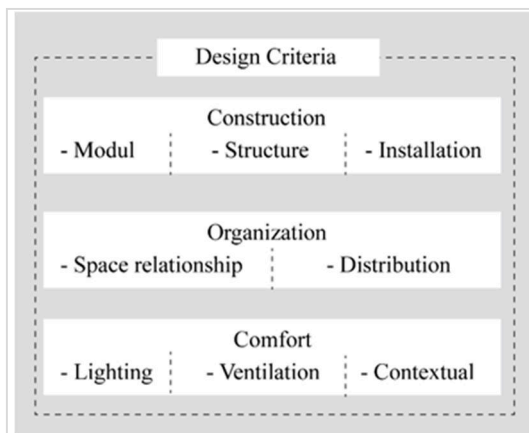 Design Criteria
Construction
- Modul - Structure - Installation
Organization
- Space relationship - Distribution
Comfort
- Lighting - Ventilation - Contextual